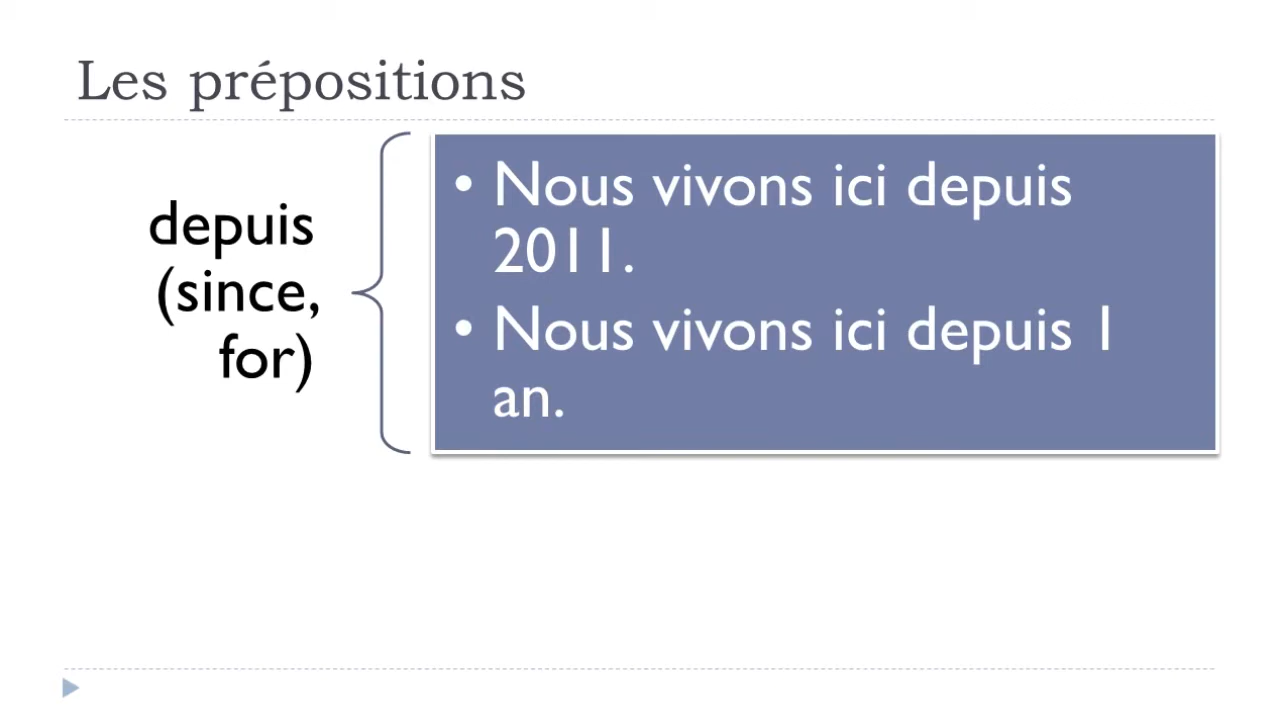 Les prépositions
depuis
(since,
for)
• Nous vivons ici depuis
2011.
• Nous vivons ici depuis 1
an.